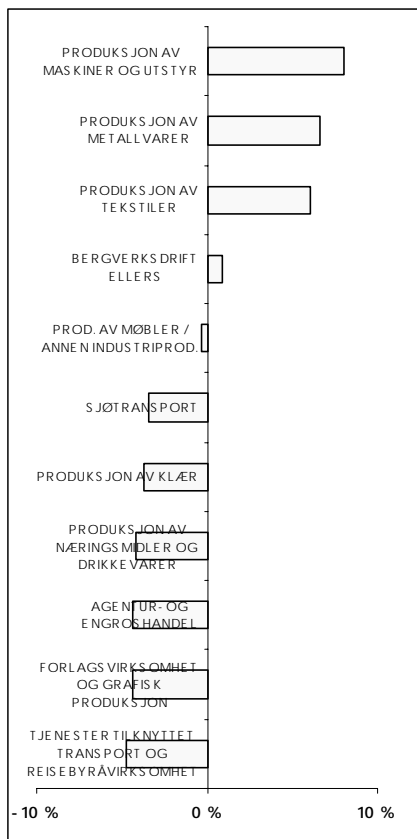 PRODUKSJON AV
MASKINER OG UTSTYR
PRODUKSJON AV
METALLVARER
PRODUKSJON AV
TEKSTILER
BERGVERKSDRIFT
ELLERS
PROD. AV MØBLER /
ANNEN INDUSTRIPROD.
SJØTRANSPORT
PRODUKSJON AV KLÆR
PRODUKSJON AV
NÆRINGSMIDLER OG
DRIKKEVARER
AGENTUR- OG
ENGROSHANDEL
FORLAGSVIRKSOMHET
OG GRAFISK
PRODUKSJON
TJENESTER TILKNYTTET
TRANSPORT OG
REISEBYRÅVIRKSOMHET
-10 % 0 % 10 %